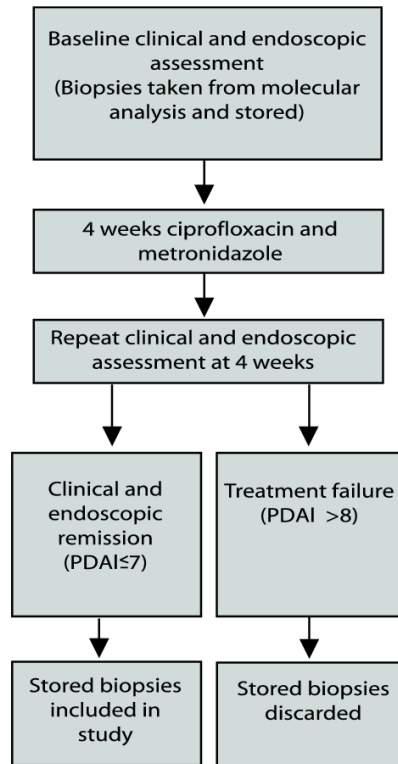 Baseline clinical and endoscopic
assessment
(Biopsies taken from molecular
analysis and stored)
4 weeks ciprofloxacin and
metronidazole
Repeat clinical and endoscopic
assessment at 4 weeks
Clinical and
endoscopic
remission
(PDAI≤7)
Treatment failure
(PDAI >8)
Stored biopsies
included in
study
Stored biopsies
discarded